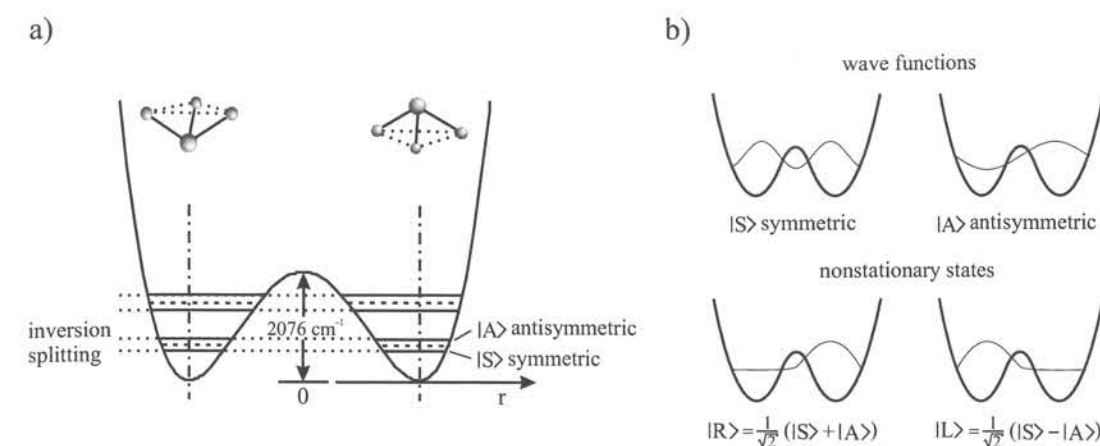 a)
2076 cm⁻¹
inversion
splitting
|A> antisymmetric
|S> symmetric
0
r
b)
wave functions
|S> symmetric
|A> antisymmetric
nonstationary states
|R>=1/√2 (|S>+|A>)
|L>=1/√2 (|S>-|A>)